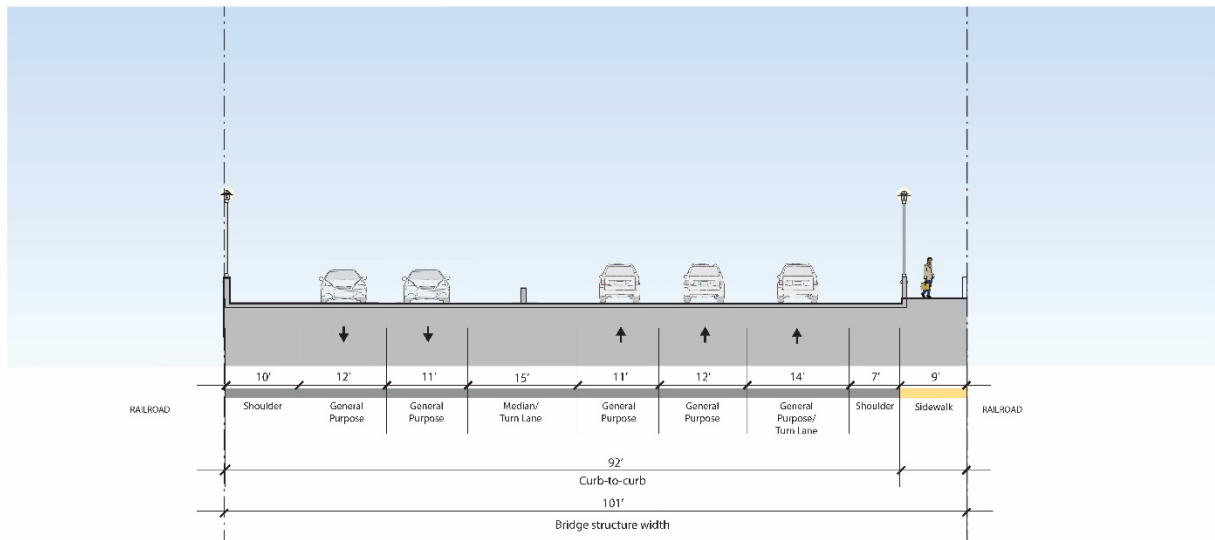 10' 12' 11' 15' 11' 12' 14' 7' 9'
RAILROAD
Shoulder
General
Purpose
General
Purpose
Median/
Turn Lane
General
Purpose
General
Purpose
General
Purpose/
Turn Lane
Shoulder
Sidewalk
RAILROAD
92'
Curb-to-curb
101'
Bridge structure width